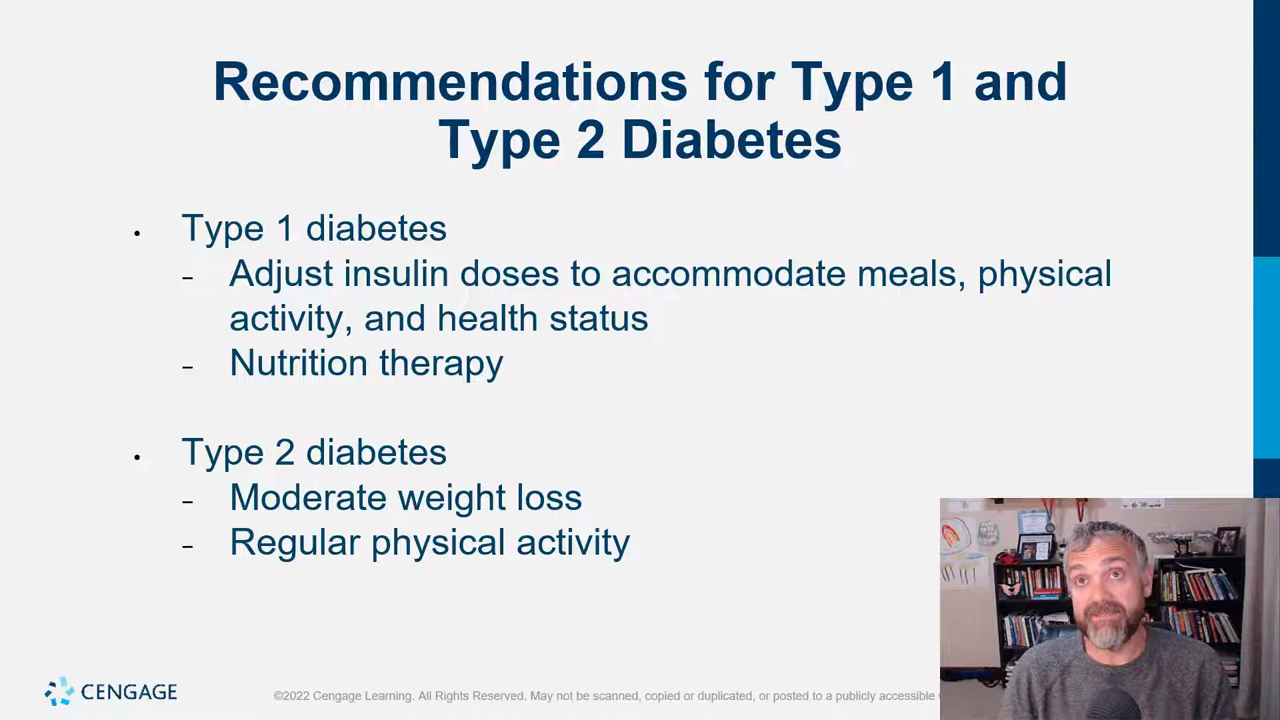 Recommendations for Type 1 and
Type 2 Diabetes
• Type 1 diabetes
- Adjust insulin doses to accommodate meals, physical
activity, and health status
- Nutrition therapy
• Type 2 diabetes
- Moderate weight loss
- Regular physical activity
CENGAGE
©2022 Cengage Learning. All Rights Reserved. May not be scanned, copied or duplicated, or posted to a publicly accessible